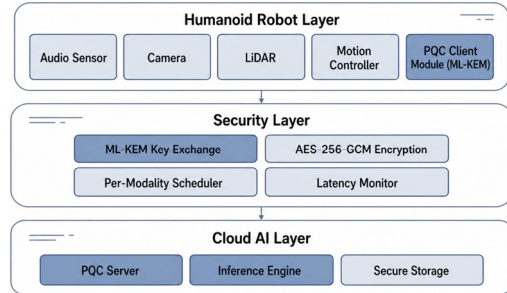 Humanoid Robot Layer
Audio Sensor
Camera
LiDAR
Motion
Controller
PQC Client
Module (ML-KEM)
Security Layer
ML-KEM Key Exchange
AES-256-GCM Encryption
Per-Modality Scheduler
Latency Monitor
Cloud AI Layer
PQC Server
Inference Engine
Secure Storage